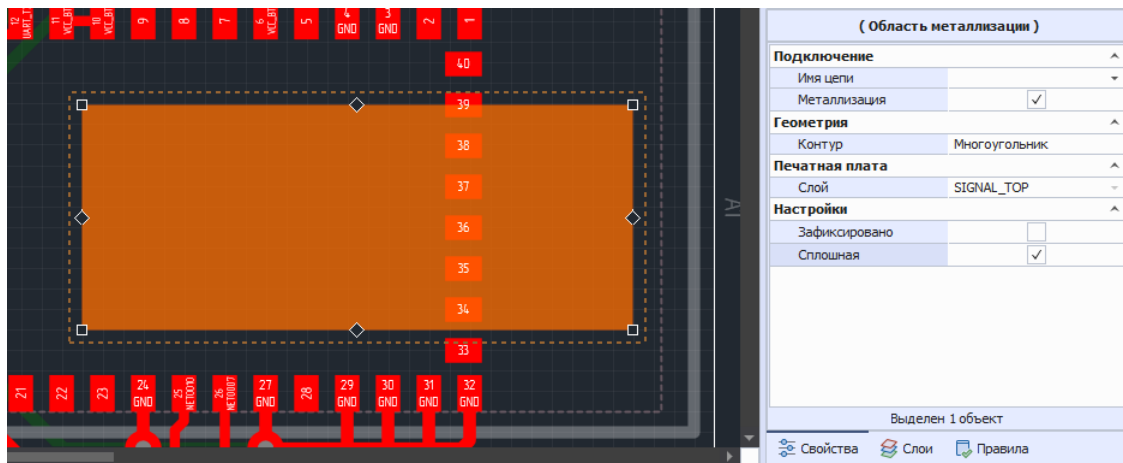 12
UART_T
11
VCC_BT
10
VCC_BT
9
8
7
6
VCC_BT
5
4
GND
3
GND
2
1
40
39
38
37
36
35
34
33
21
22
23
24
GND
25
NET0010
26
NET0007
27
GND
28
29
GND
30
GND
31
GND
32
GND
AI
( Область металлизации )
Подключение
Имя цепи
Металлизация
Геометрия
Контур Многоугольник
Печатная плата
Слой SIGNAL_TOP
Настройки
Зафиксировано
Сплошная
Выделен 1 объект
Свойства Слои Правила